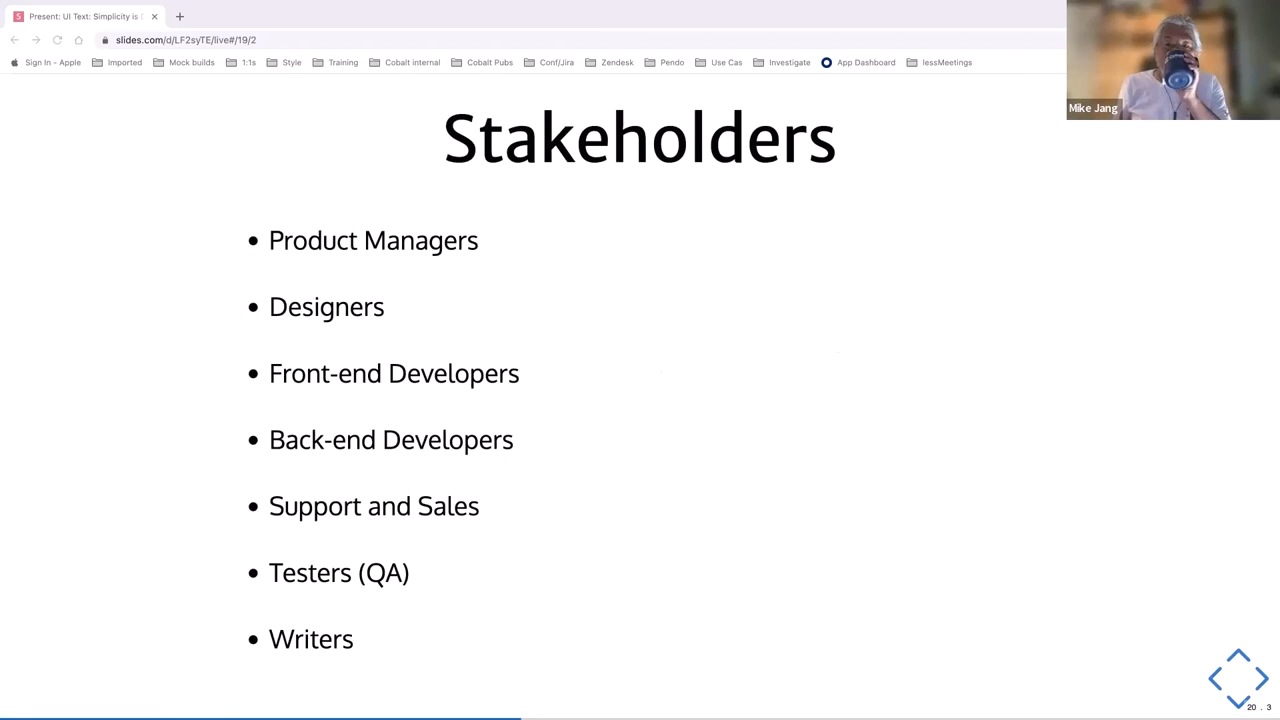 Present: UI Text: Simplicity is
slides.com/d/LF2syTE/live#/19/2
Sign In - Apple Imported Mock builds 1:1s Style Training Cobalt internal Cobalt Pubs Conf/Jira Zendesk Pendo Use Cas Investigate App Dashboard lessMeetings
Mike Jang
Stakeholders
• Product Managers
• Designers
• Front-end Developers
• Back-end Developers
• Support and Sales
• Testers (QA)
• Writers
20 . 3